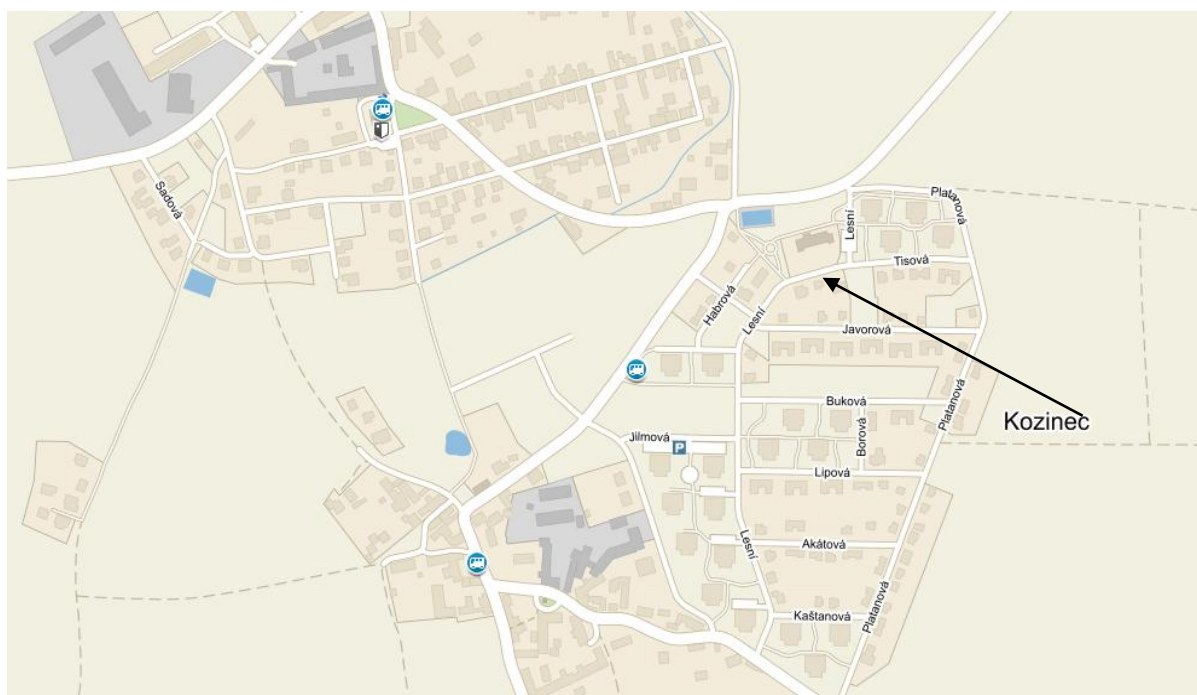 Sadová
Lesní
Platanová
Tisová
Habrová
Lesní
Javorová
Buková
Platanová
Kozinec
Jilmová
P
Borová
Lipová
Lesní
Akátová
Kaštanová
Platanová